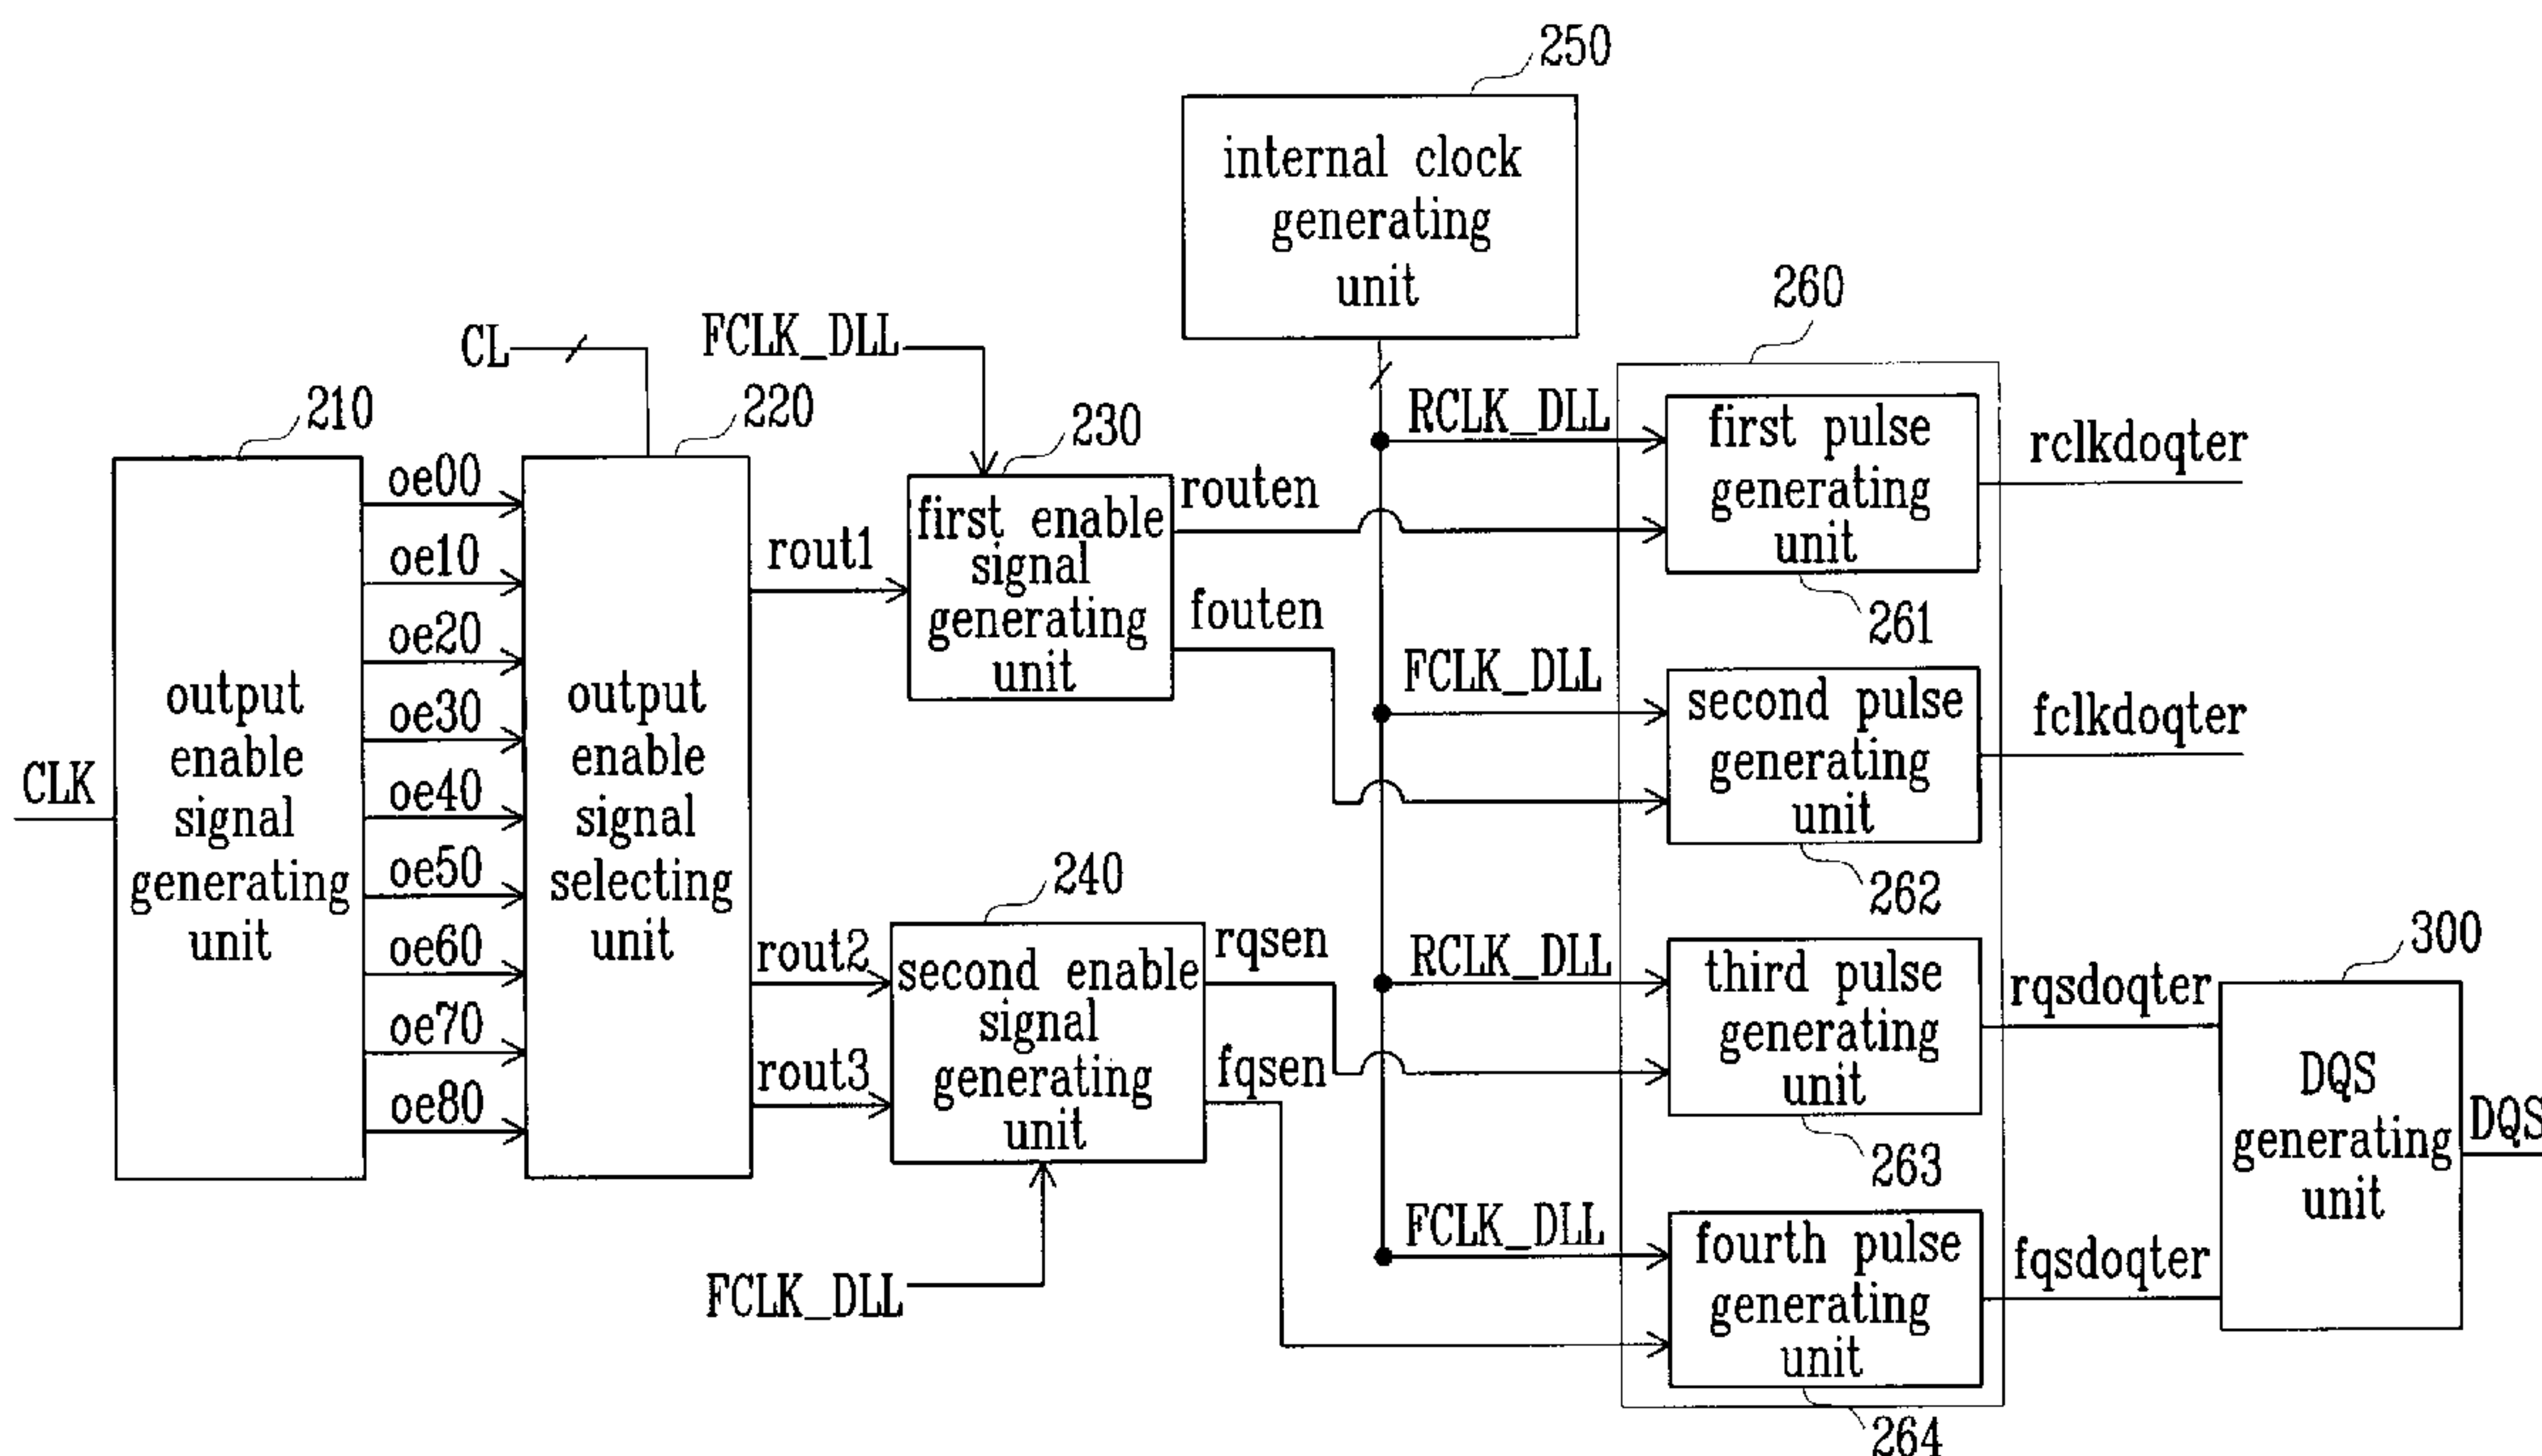 250
internal clock
generating
unit
260
CL
FCLK_DLL
210
220
230
RCLK_DLL
first pulse
generating
unit
rclkdoqter
261
oe00
oe10
oe20
oe30
oe40
oe50
oe60
oe70
oe80
CLK
output
enable
signal
generating
unit
output
enable
signal
selecting
unit
rout1
first enable
signal
generating
unit
routen
fouten
FCLK_DLL
second pulse
generating
unit
fclkdoqter
262
rout2
rout3
240
second enable
signal
generating
unit
rqsen
fqsen
FCLK_DLL
RCLK_DLL
third pulse
generating
unit
rqsdoqter
263
FCLK_DLL
fourth pulse
generating
unit
fqsdoqter
264
300
DQS
generating
unit
DQS